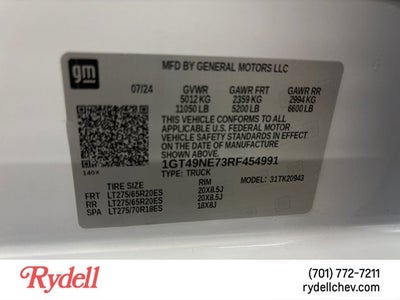 gm
MFD BY GENERAL MOTORS LLC
07/24 GVWR GAWR FRT GAWR RR
5012 KG 2359 KG 2994 KG
11050 LB 5200 LB 6600 LB
THIS VEHICLE CONFORMS TO ALL
APPLICABLE U.S. FEDERAL MOTOR
VEHICLE SAFETY STANDARDS IN
EFFECT ON THE DATE OF
MANUFACTURE SHOWN ABOVE.
1GT49NE73RF454991
140X TYPE: TRUCK MODEL: 31TK20943
TIRE SIZE RIM
FRT LT275/65R20ES 20X8.5J
RR LT275/65R20ES 20X8.5J
SPA LT275/70R18ES 18X8J
Rydell
(701) 772-7211
rydellchev.com